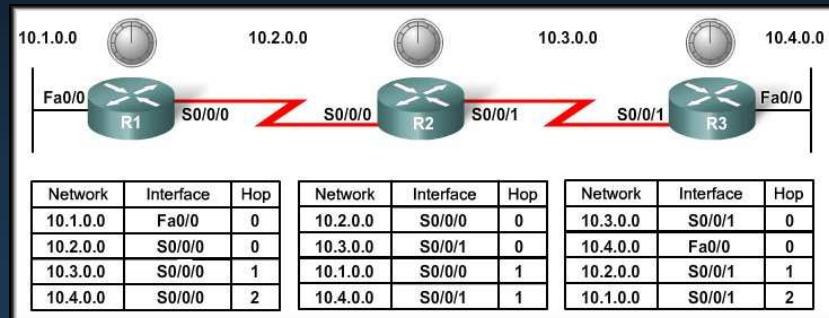 10.1.0.0 10.2.0.0 10.3.0.0 10.4.0.0
Fa0/0 R1 S0/0/0 S0/0/0 R2 S0/0/1 S0/0/1 R3 Fa0/0
Network Interface Hop
10.1.0.0 Fa0/0 0
10.2.0.0 S0/0/0 0
10.3.0.0 S0/0/0 1
10.4.0.0 S0/0/0 2
Network Interface Hop
10.2.0.0 S0/0/0 0
10.3.0.0 S0/0/1 0
10.1.0.0 S0/0/0 1
10.4.0.0 S0/0/1 1
Network Interface Hop
10.3.0.0 S0/0/1 0
10.4.0.0 Fa0/0 0
10.2.0.0 S0/0/1 1
10.1.0.0 S0/0/1 2